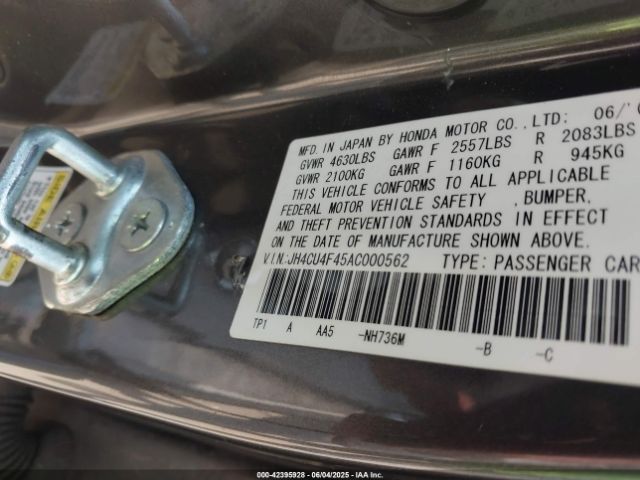 MFD. IN JAPAN BY HONDA MOTOR CO.,LTD: 06/
GVWR 4630LBS GAWR F 2557LBS R 2083LBS
GVWR 2100KG GAWR F 1160KG R 945KG
THIS VEHICLE CONFORMS TO ALL APPLICABLE
FEDERAL MOTOR VEHICLE SAFETY ,BUMPER,
AND THEFT PREVENTION STANDARDS IN EFFECT
ON THE DATE OF MANUFACTURE SHOWN ABOVE.
VIN:JH4CU4F45AC000562 TYPE: PASSENGER CAR
TP1 A AA5 -NH736M -B -C
000-42395928 06/04/2025 IAA Inc.